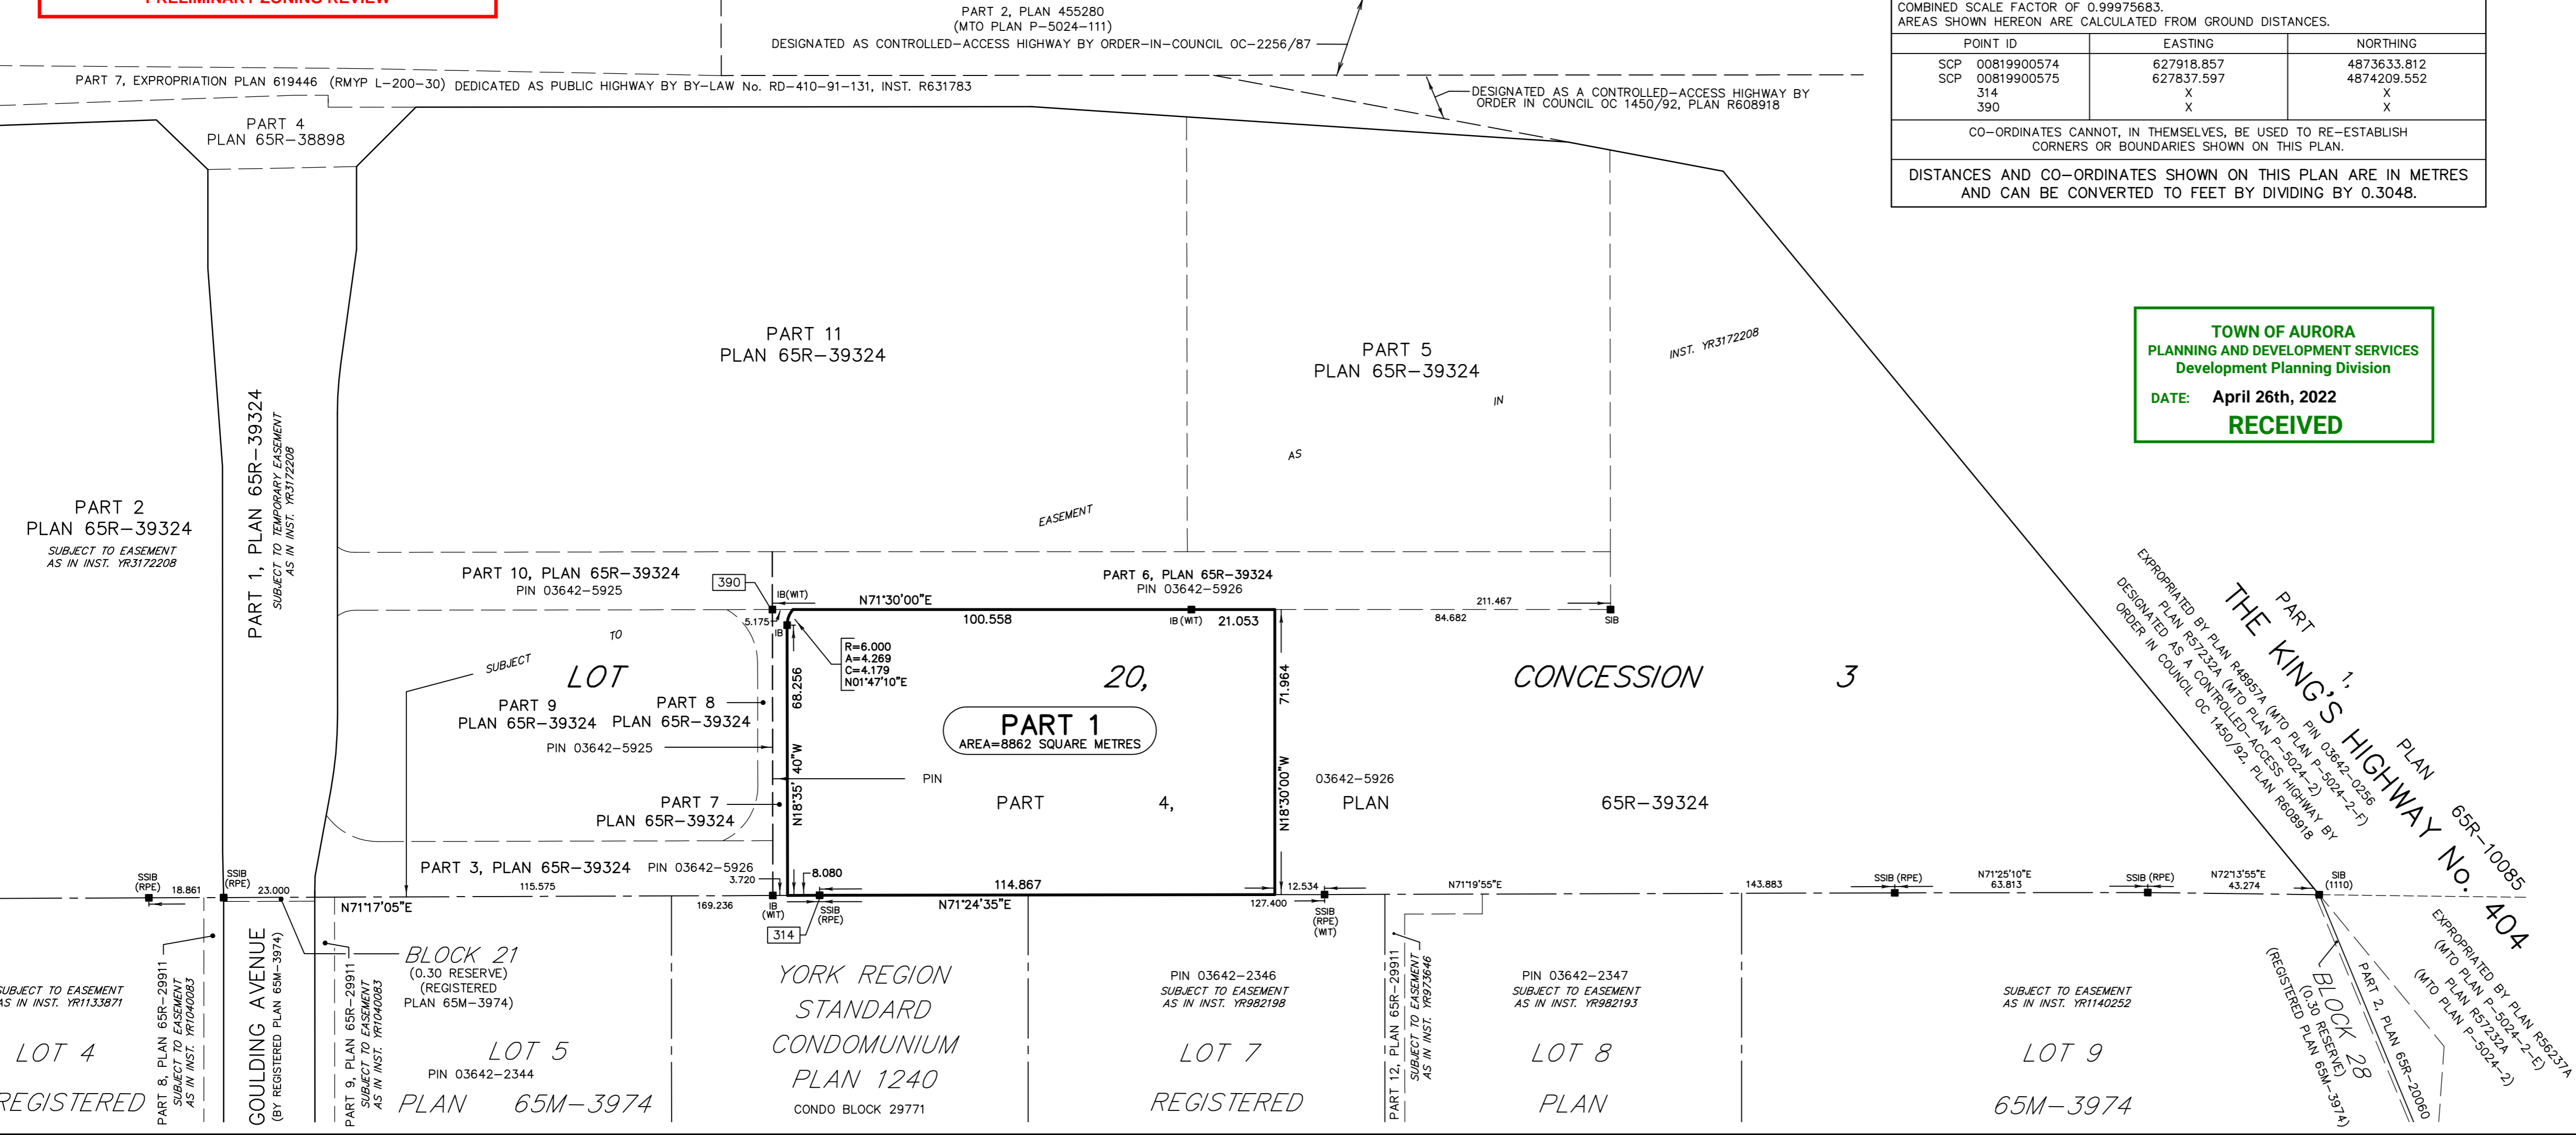 PRELIMINARY ZONING REVIEW
PART 2, PLAN 455280
(MTO PLAN P-5024-111)
DESIGNATED AS CONTROLLED-ACCESS HIGHWAY BY ORDER-IN-COUNCIL OC-2256/87
PART 7, EXPROPRIATION PLAN 619446 (RMYP L-200-30) DEDICATED AS PUBLIC HIGHWAY BY BY-LAW No. RD-410-91-131, INST. R631783
DESIGNATED AS A CONTROLLED-ACCESS HIGHWAY BY
ORDER IN COUNCIL OC 1450/92, PLAN R608918
COMBINED SCALE FACTOR OF 0.99975683.
AREAS SHOWN HEREON ARE CALCULATED FROM GROUND DISTANCES.
POINT ID EASTING NORTHING
SCP 00819900574 627918.857 4873633.812
SCP 00819900575 627837.597 4874209.552
314 X X
390 X X
CO-ORDINATES CANNOT, IN THEMSELVES, BE USED TO RE-ESTABLISH
CORNERS OR BOUNDARIES SHOWN ON THIS PLAN.
DISTANCES AND CO-ORDINATES SHOWN ON THIS PLAN ARE IN METRES
AND CAN BE CONVERTED TO FEET BY DIVIDING BY 0.3048.
TOWN OF AURORA
PLANNING AND DEVELOPMENT SERVICES
Development Planning Division
DATE: April 26th, 2022
RECEIVED
PART 4
PLAN 65R-38898
PART 11
PLAN 65R-39324
PART 5
PLAN 65R-39324
INST. YR3172208
IN
AS
EASEMENT
TO
SUBJECT
PART 2
PLAN 65R-39324
SUBJECT TO EASEMENT
AS IN INST. YR3172208
PART 1, PLAN 65R-39324
SUBJECT TO TEMPORARY EASEMENT
AS IN INST. YR3172208
PART 10, PLAN 65R-39324
PIN 03642-5925
390
PART 6, PLAN 65R-39324
PIN 03642-5926
IB(WIT)
N71°30'00"E
211.467
5.175
IB
100.558
IB(WIT)
21.053
84.682
SIB
R=6.000
A=4.269
C=4.179
N01°47'10"E
68.256
N18°35' 40"W
71.964
N18°30'00"W
LOT 20, CONCESSION 3
PART 9
PLAN 65R-39324
PART 8
PLAN 65R-39324
PIN 03642-5925
PART 1
AREA=8862 SQUARE METRES
PIN 03642-5926
PART 4, PLAN 65R-39324
PART 7
PLAN 65R-39324
PART 3, PLAN 65R-39324 PIN 03642-5926
3.720
8.080
SSIB
(RPE)
18.861
SSIB
(RPE)
23.000
115.575
114.867
12.534
N71°19'55"E
143.883
SSIB (RPE)
N71°25'10"E
63.813
SSIB (RPE)
N72°13'55"E
43.274
SIB
(1110)
N71°17'05"E
169.236
IB
(WIT)
SSIB
(RPE)
N71°24'35"E
127.400
SSIB
(RPE)
(WIT)
314
PART 1, PLAN 65R-10085
THE KING'S HIGHWAY No. 404
PIN 03642-0256
EXPROPRIATED BY PLAN R48957A (MTO PLAN P-5024-2-F)
PLAN R57232A (MTO PLAN P-5024-2)
DESIGNATED AS A CONTROLLED-ACCESS HIGHWAY BY
ORDER IN COUNCIL OC 1450/92, PLAN R608918
SUBJECT TO EASEMENT
AS IN INST. YR1133871
LOT 4
REGISTERED
PART 8, PLAN 65R-29911
SUBJECT TO EASEMENT
AS IN INST. YR1040083
GOULDING AVENUE
(BY REGISTERED PLAN 65M-3974)
PART 9, PLAN 65R-29911
SUBJECT TO EASEMENT
AS IN INST. YR1040083
BLOCK 21
(0.30 RESERVE)
(REGISTERED
PLAN 65M-3974)
LOT 5
PIN 03642-2344
PLAN 65M-3974
YORK REGION
STANDARD
CONDOMUNIUM
PLAN 1240
CONDO BLOCK 29771
PIN 03642-2346
SUBJECT TO EASEMENT
AS IN INST. YR982198
LOT 7
REGISTERED
PART 12, PLAN 65R-29911
SUBJECT TO EASEMENT
AS IN INST. YR973646
PIN 03642-2347
SUBJECT TO EASEMENT
AS IN INST. YR982193
LOT 8
PLAN
SUBJECT TO EASEMENT
AS IN INST. YR1140252
LOT 9
65M-3974
BLOCK 28
(0.30 RESERVE)
(REGISTERED PLAN 65M-3974)
PART 2, PLAN 65R-20060
EXPROPRIATED BY PLAN R56237A
(MTO PLAN P-5024-2-E)
PLAN R57232A
(MTO PLAN P-5024-2)